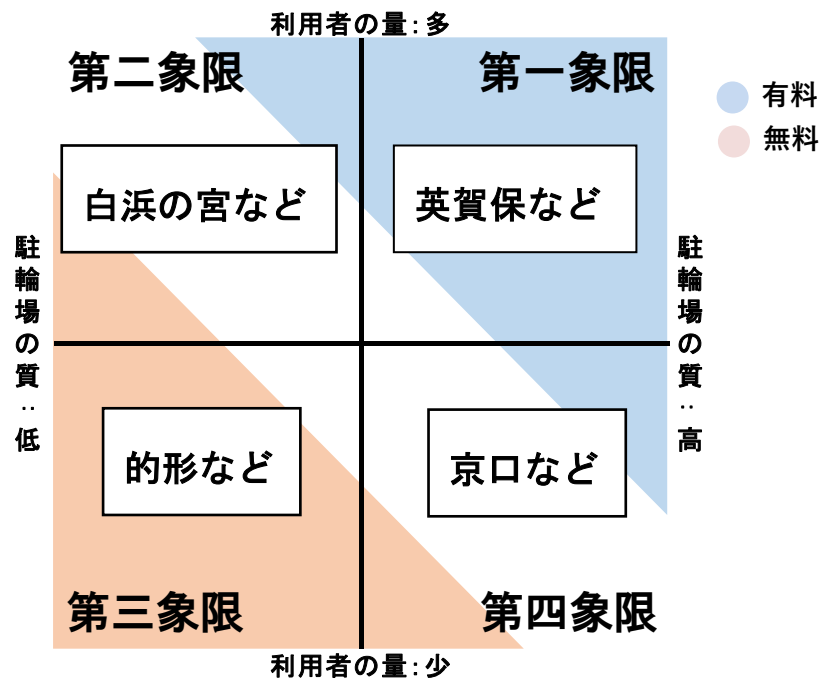 利用者の量:多
第二象限
第一象限
有料
無料
白浜の宮など
英賀保など
駐輪場の質:低
駐輪場の質:高
的形など
京口など
第三象限
第四象限
利用者の量:少